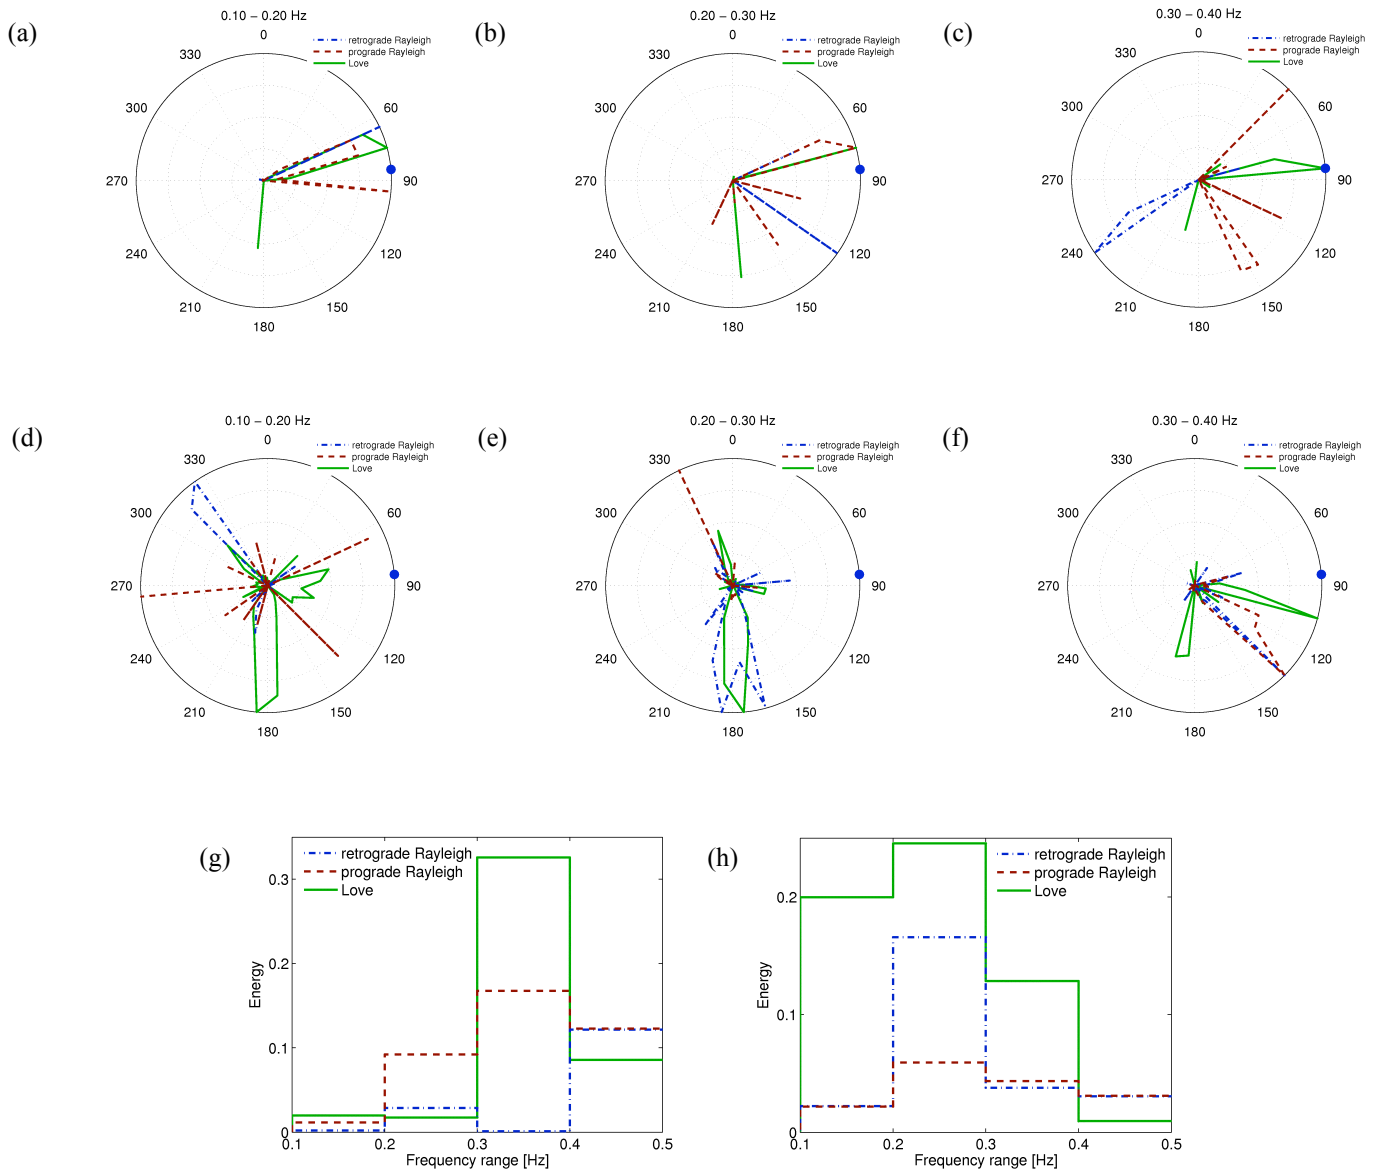 (a)
0.10 – 0.20 Hz
0
retrograde Rayleigh
prograde Rayleigh
Love
330
60
300
270
90
240
120
210
150
180
(b)
0.20 – 0.30 Hz
0
retrograde Rayleigh
prograde Rayleigh
Love
330
60
300
270
90
240
120
210
150
180
(c)
0.30 – 0.40 Hz
0
retrograde Rayleigh
prograde Rayleigh
Love
330
60
300
270
90
240
120
210
150
180
(d)
0.10 – 0.20 Hz
0
retrograde Rayleigh
prograde Rayleigh
Love
330
60
300
270
90
240
120
210
150
180
(e)
0.20 – 0.30 Hz
0
retrograde Rayleigh
prograde Rayleigh
Love
330
60
300
270
90
240
120
210
150
180
(f)
0.30 – 0.40 Hz
0
retrograde Rayleigh
prograde Rayleigh
Love
330
60
300
270
90
240
120
210
150
180
(g)
retrograde Rayleigh
prograde Rayleigh
Love
0.3
0.2
0.1
0
Energy
0.1 0.2 0.3 0.4 0.5
Frequency range [Hz]
(h)
retrograde Rayleigh
prograde Rayleigh
Love
0.2
0.1
0
Energy
0.1 0.2 0.3 0.4 0.5
Frequency range [Hz]